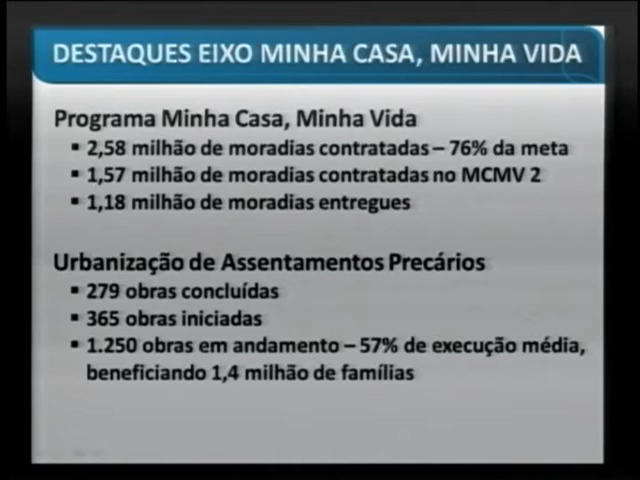 DESTAQUES EIXO MINHA CASA, MINHA VIDA
Programa Minha Casa, Minha Vida
▪ 2,58 milhão de moradias contratadas – 76% da meta
▪ 1,57 milhão de moradias contratadas no MCMV 2
▪ 1,18 milhão de moradias entregues
Urbanização de Assentamentos Precários
▪ 279 obras concluídas
▪ 365 obras iniciadas
▪ 1.250 obras em andamento – 57% de execução média,
beneficiando 1,4 milhão de famílias